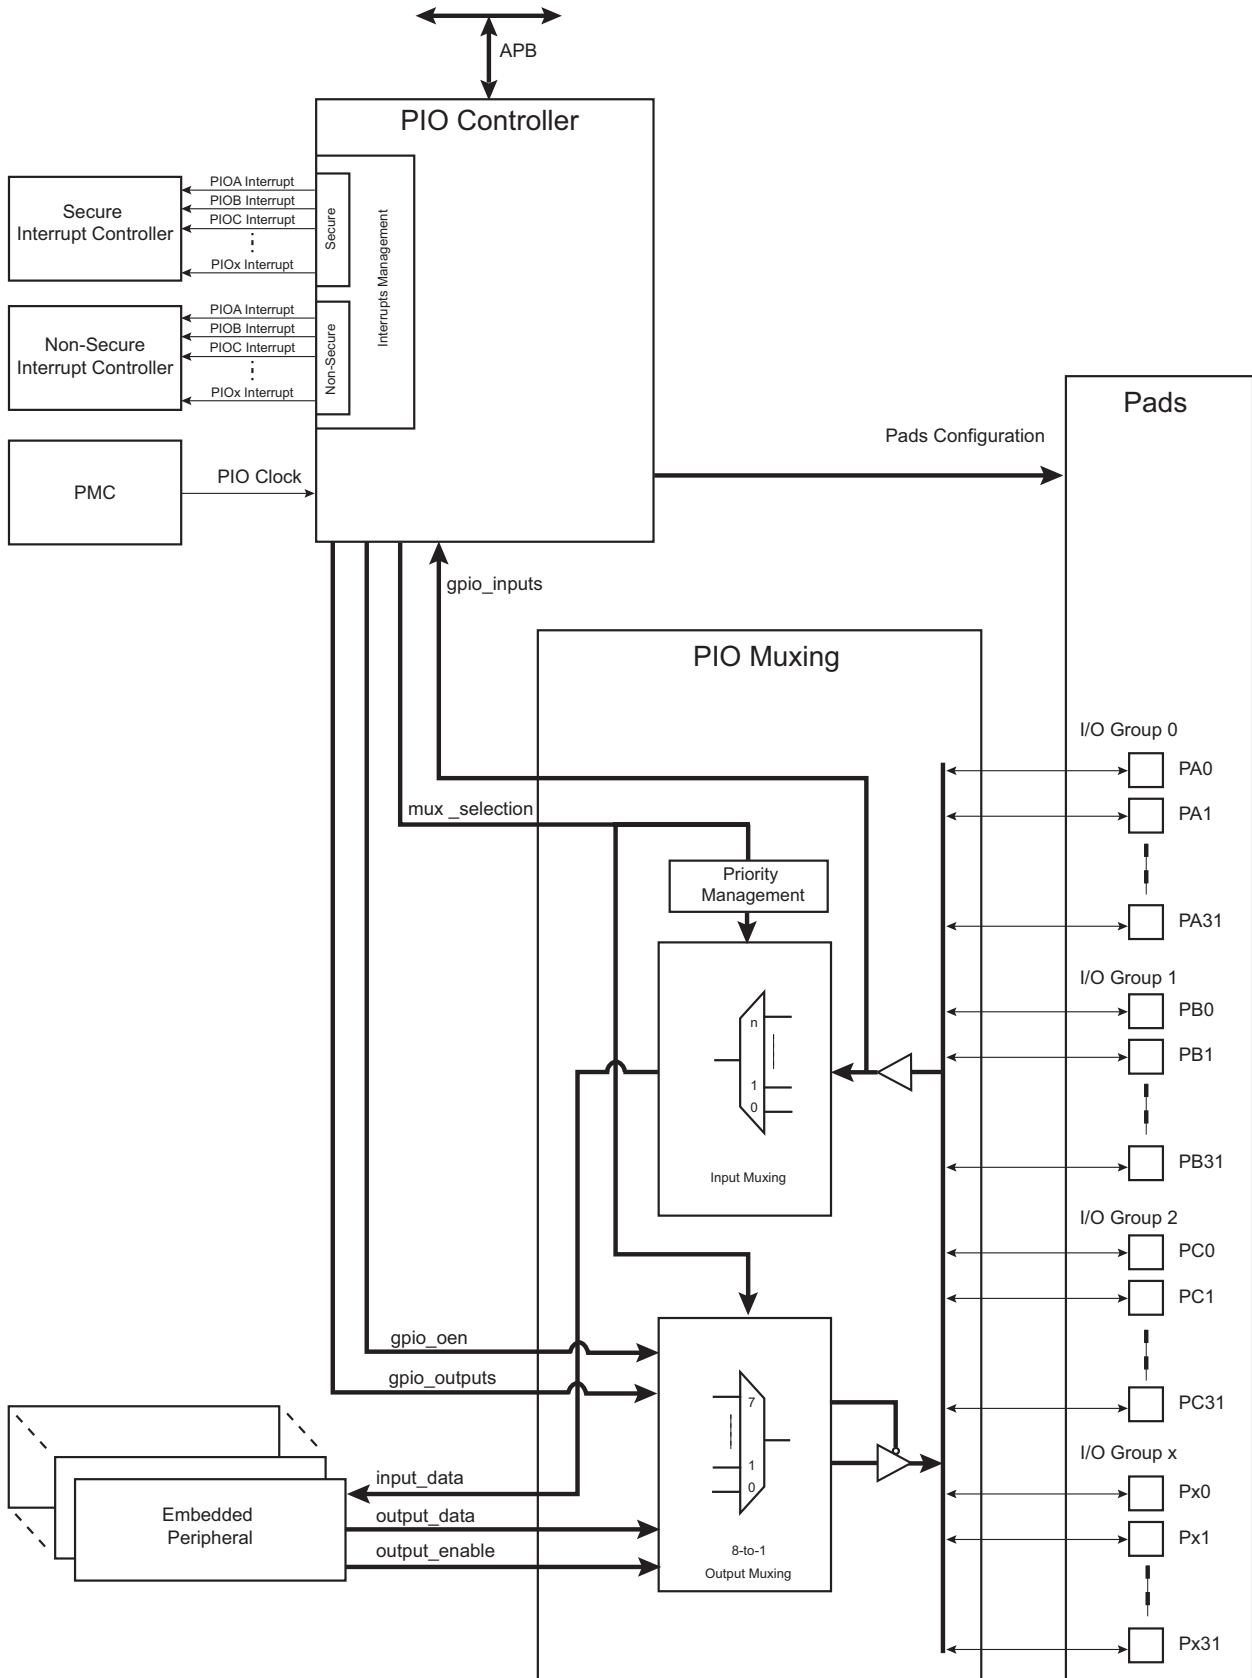 APB
PIO Controller
PIOA Interrupt
PIOB Interrupt
PIOC Interrupt
PIOx Interrupt
Secure
Interrupt Controller
Secure
Interrupts Management
PIOA Interrupt
PIOB Interrupt
PIOC Interrupt
PIOx Interrupt
Non-Secure
Interrupt Controller
Non-Secure
Pads
Pads Configuration
PMC
PIO Clock
gpio_inputs
PIO Muxing
I/O Group 0
PA0
mux _selection
PA1
Priority
Management
PA31
I/O Group 1
n
PB0
PB1
1
0
PB31
Input Muxing
I/O Group 2
PC0
PC1
gpio_oen
gpio_outputs
7
PC31
I/O Group x
1
0
input_data
Px0
Embedded
Peripheral
output_data
Px1
output_enable
8-to-1
Output Muxing
Px31